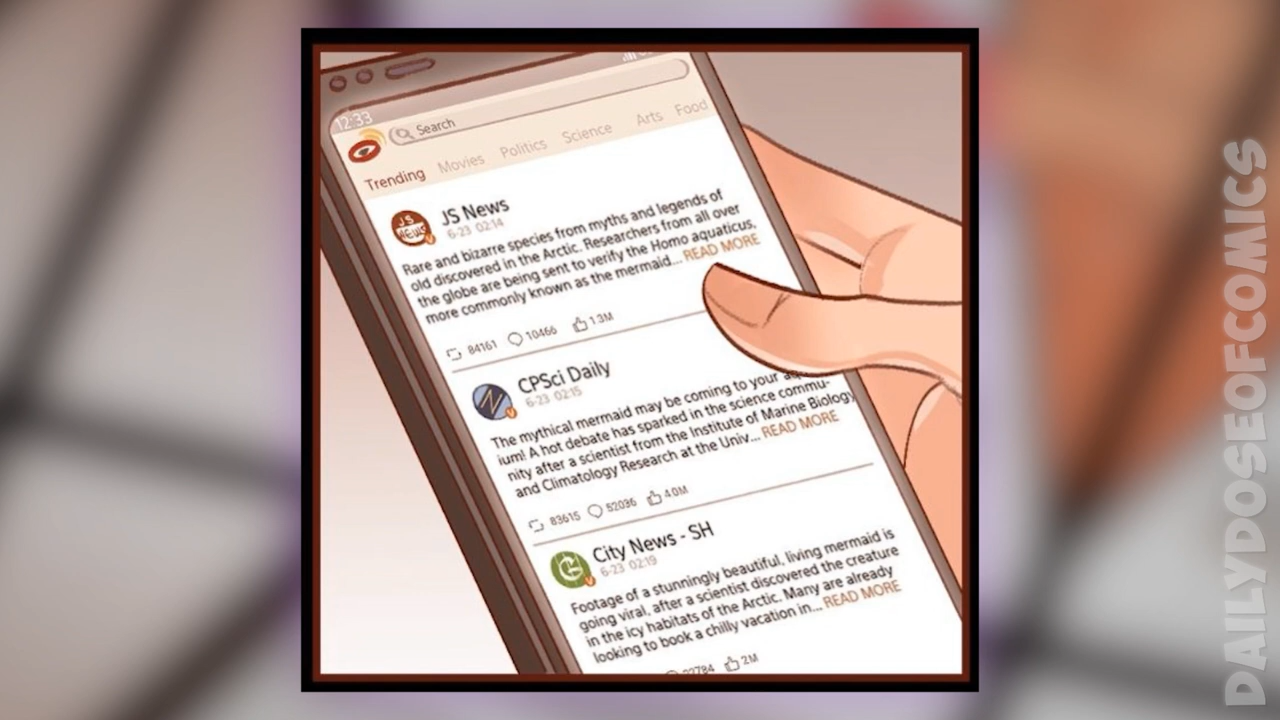 12:33
Search
Trending Movies Politics Science Arts Food
JS NEWS
JS News
6-23 02:14
Rare and bizarre species from myths and legends of
old discovered in the Arctic. Researchers from all over
the globe are being sent to verify the Homo aquaticus,
more commonly known as the mermaid... READ MORE
84161 10466 1.3M
CPSci Daily
6-23 02:15
The mythical mermaid may be coming to your
ium! A hot debate has sparked in the science commu-
nity after a scientist from the Institute of Marine Biology
and Climatology Research at the Univ... READ MORE
83615 52036 4.0M
City News - SH
6-23 02:19
Footage of a stunningly beautiful, living mermaid is
going viral, after a scientist discovered the creature
in the icy habitats of the Arctic. Many are already
looking to book a chilly vacation in... READ MORE
2M
DAILYDOSEOFCOMICS